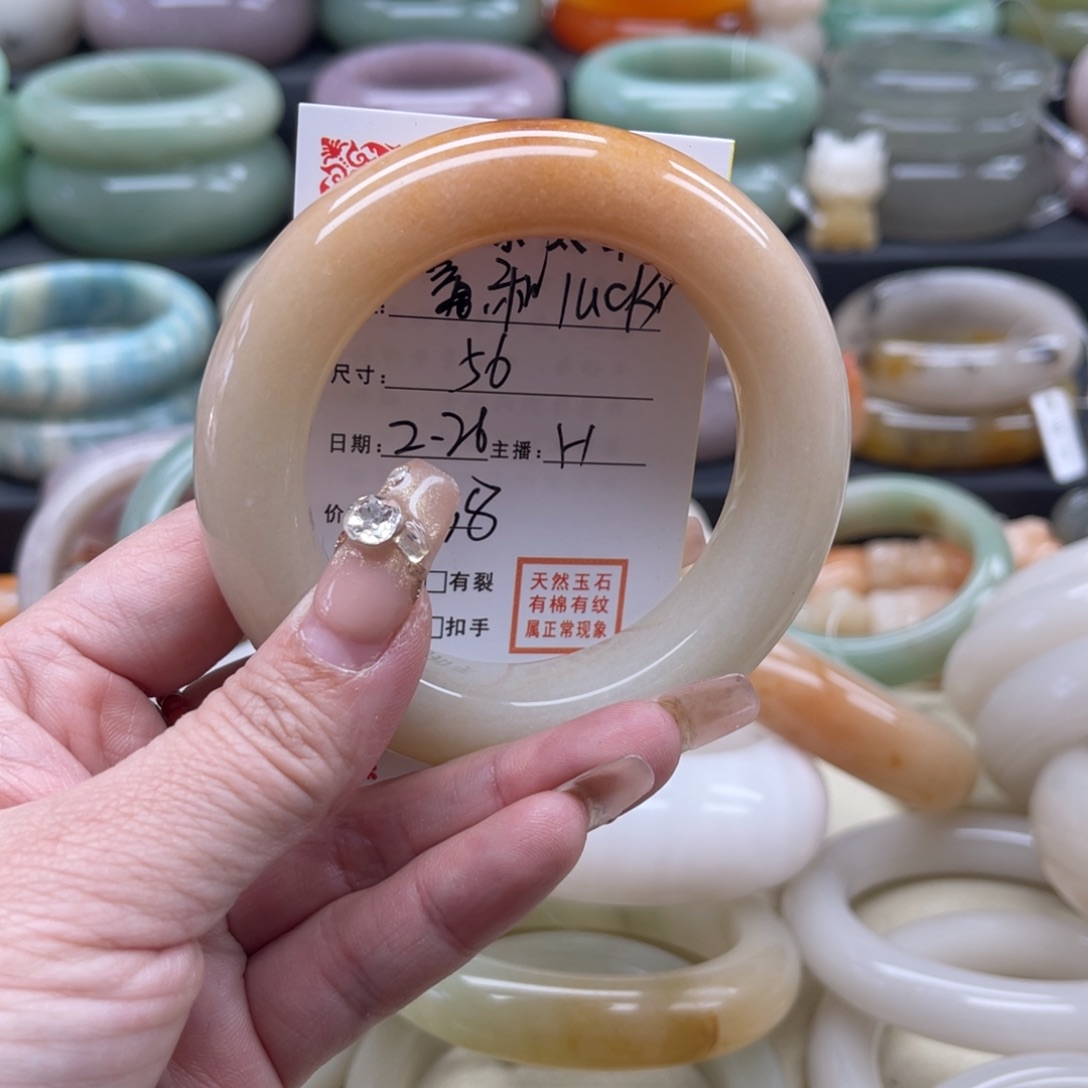 lucky
尺寸: 56
日期: 2-26 主播: H
价 8
□有裂
□扣手
天然玉石
有棉有纹
属正常现象